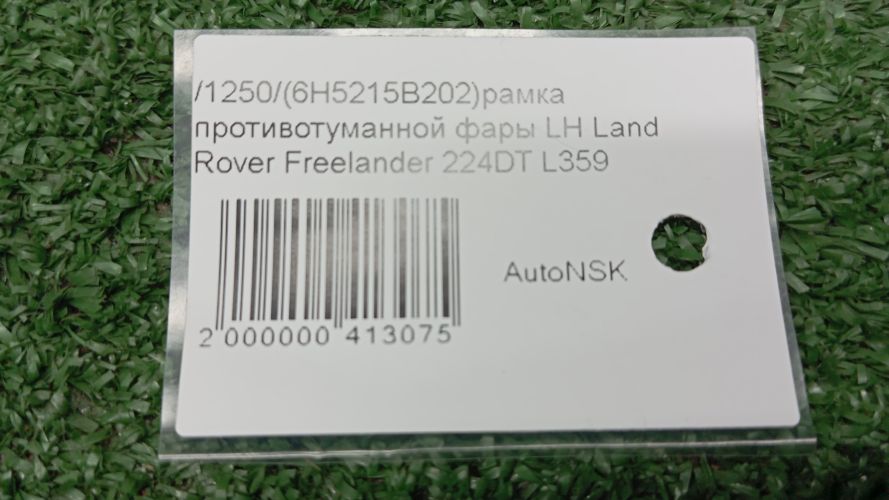 /1250/(6H5215B202)рамка
противотуманной фары LH Land
Rover Freelander 224DT L359
AutoNSK
2 000000 413075